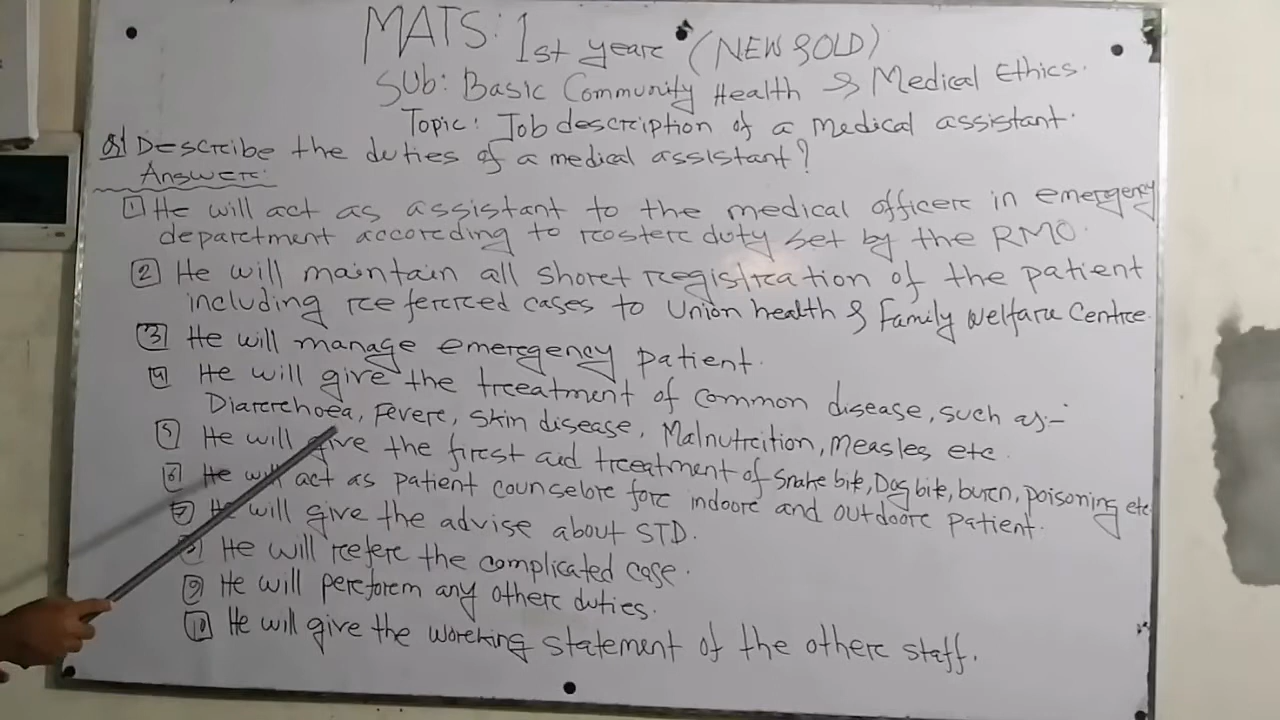 MATS: 1st year (NEW & OLD)
Sub: Basic Community Health & Medical Ethics.
Topic: Job description of a medical assistant.
Q1 Describe the duties of a medical assistant?
Answer:
1 He will act as assistant to the medical officer in emergency
department according to roster duty set by the RMO.
2 He will maintain all short registration of the patient
including referred cases to Union health & Family Welfare Centre.
3 He will manage emergency patient.
4 He will give the treatment of common disease, such as:-
Diarrhoea, Fever, Skin disease, Malnutrition, Measles etc.
5 He will give the first aid treatment of Snake bite, Dog bite, burn, poisoning etc
6 He will act as patient counselor for indoor and outdoor patient.
7 He will give the advise about STD.
8 He will refer the complicated case.
9 He will perform any other duties.
10 He will give the working statement of the other staff.